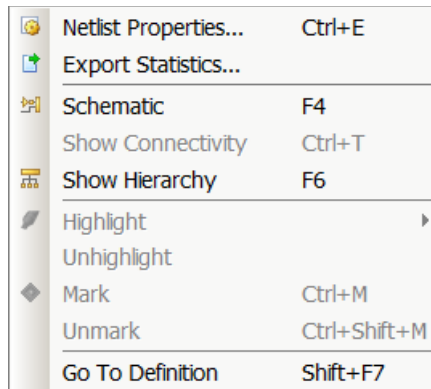 Netlist Properties... Ctrl+E
Export Statistics...
Schematic F4
Show Connectivity Ctrl+T
Show Hierarchy F6
Highlight
Unhighlight
Mark Ctrl+M
Unmark Ctrl+Shift+M
Go To Definition Shift+F7